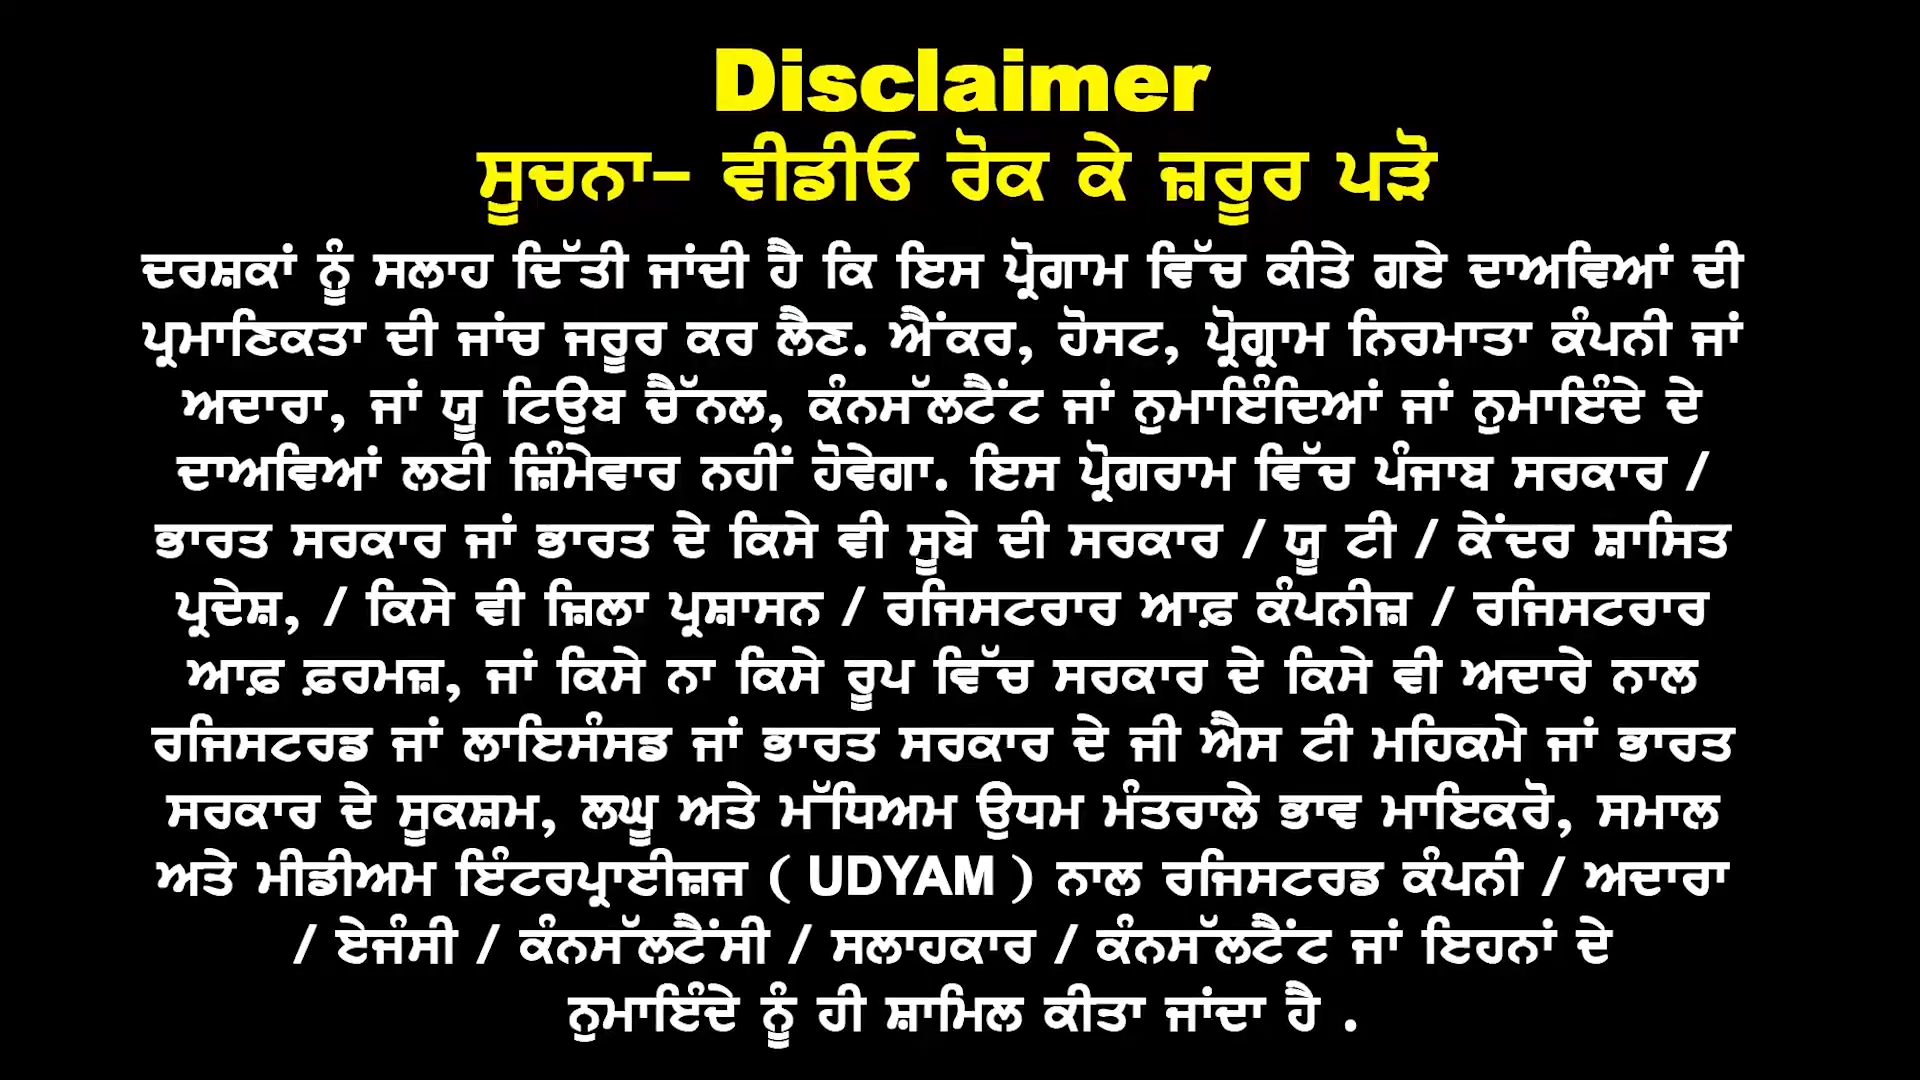 Disclaimer
ਸੂਚਨਾ- ਵੀਡੀਓ ਰੋਕ ਕੇ ਜ਼ਰੂਰ ਪੜੋ
ਦਰਸ਼ਕਾਂ ਨੂੰ ਸਲਾਹ ਦਿੱਤੀ ਜਾਂਦੀ ਹੈ ਕਿ ਇਸ ਪ੍ਰੋਗਾਮ ਵਿੱਚ ਕੀਤੇ ਗਏ ਦਾਅਵਿਆਂ ਦੀ
ਪ੍ਰਮਾਣਿਕਤਾ ਦੀ ਜਾਂਚ ਜਰੂਰ ਕਰ ਲੈਣ. ਐਂਕਰ, ਹੋਸਟ, ਪ੍ਰੋਗ੍ਰਾਮ ਨਿਰਮਾਤਾ ਕੰਪਨੀ ਜਾਂ
ਅਦਾਰਾ, ਜਾਂ ਯੂ ਟਿਊਬ ਚੈੱਨਲ, ਕੰਨਸੱਲਟੈਂਟ ਜਾਂ ਨੁਮਾਇੰਦਿਆਂ ਜਾਂ ਨੁਮਾਇੰਦੇ ਦੇ
ਦਾਅਵਿਆਂ ਲਈ ਜ਼ਿੰਮੇਵਾਰ ਨਹੀਂ ਹੋਵੇਗਾ. ਇਸ ਪ੍ਰੋਗਰਾਮ ਵਿੱਚ ਪੰਜਾਬ ਸਰਕਾਰ /
ਭਾਰਤ ਸਰਕਾਰ ਜਾਂ ਭਾਰਤ ਦੇ ਕਿਸੇ ਵੀ ਸੂਬੇ ਦੀ ਸਰਕਾਰ / ਯੂ ਟੀ / ਕੇਂਦਰ ਸ਼ਾਸਿਤ
ਪ੍ਰਦੇਸ਼, / ਕਿਸੇ ਵੀ ਜ਼ਿਲਾ ਪ੍ਰਸ਼ਾਸਨ / ਰਜਿਸਟਰਾਰ ਆਫ਼ ਕੰਪਨੀਜ਼ / ਰਜਿਸਟਰਾਰ
ਆਫ਼ ਫ਼ਰਮਜ਼, ਜਾਂ ਕਿਸੇ ਨਾ ਕਿਸੇ ਰੂਪ ਵਿੱਚ ਸਰਕਾਰ ਦੇ ਕਿਸੇ ਵੀ ਅਦਾਰੇ ਨਾਲ
ਰਜਿਸਟਰਡ ਜਾਂ ਲਾਇਸੰਸਡ ਜਾਂ ਭਾਰਤ ਸਰਕਾਰ ਦੇ ਜੀ ਐਸ ਟੀ ਮਹਿਕਮੇ ਜਾਂ ਭਾਰਤ
ਸਰਕਾਰ ਦੇ ਸੂਕਸ਼ਮ, ਲਘੂ ਅਤੇ ਮੱਧਿਅਮ ਉਧਮ ਮੰਤਰਾਲੇ ਭਾਵ ਮਾਇਕਰੋ, ਸਮਾਲ
ਅਤੇ ਮੀਡੀਅਮ ਇੰਟਰਪ੍ਰਾਈਜ਼ਜ ( UDYAM ) ਨਾਲ ਰਜਿਸਟਰਡ ਕੰਪਨੀ / ਅਦਾਰਾ
/ ਏਜੰਸੀ / ਕੰਨਸੱਲਟੈਂਸੀ / ਸਲਾਹਕਾਰ / ਕੰਨਸੱਲਟੈਂਟ ਜਾਂ ਇਹਨਾਂ ਦੇ
ਨੁਮਾਇੰਦੇ ਨੂੰ ਹੀ ਸ਼ਾਮਿਲ ਕੀਤਾ ਜਾਂਦਾ ਹੈ .